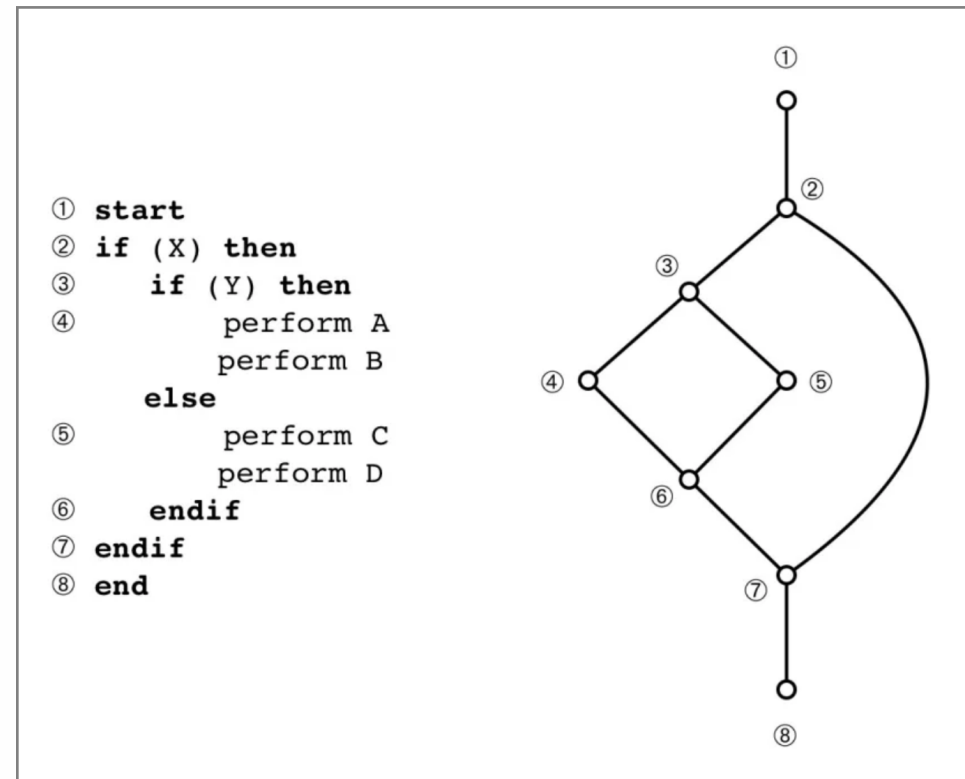 ① start
② if (X) then
③ if (Y) then
④ perform A
perform B
else
⑤ perform C
perform D
⑥ endif
⑦ endif
⑧ end
①
②
③
④
⑤
⑥
⑦
⑧